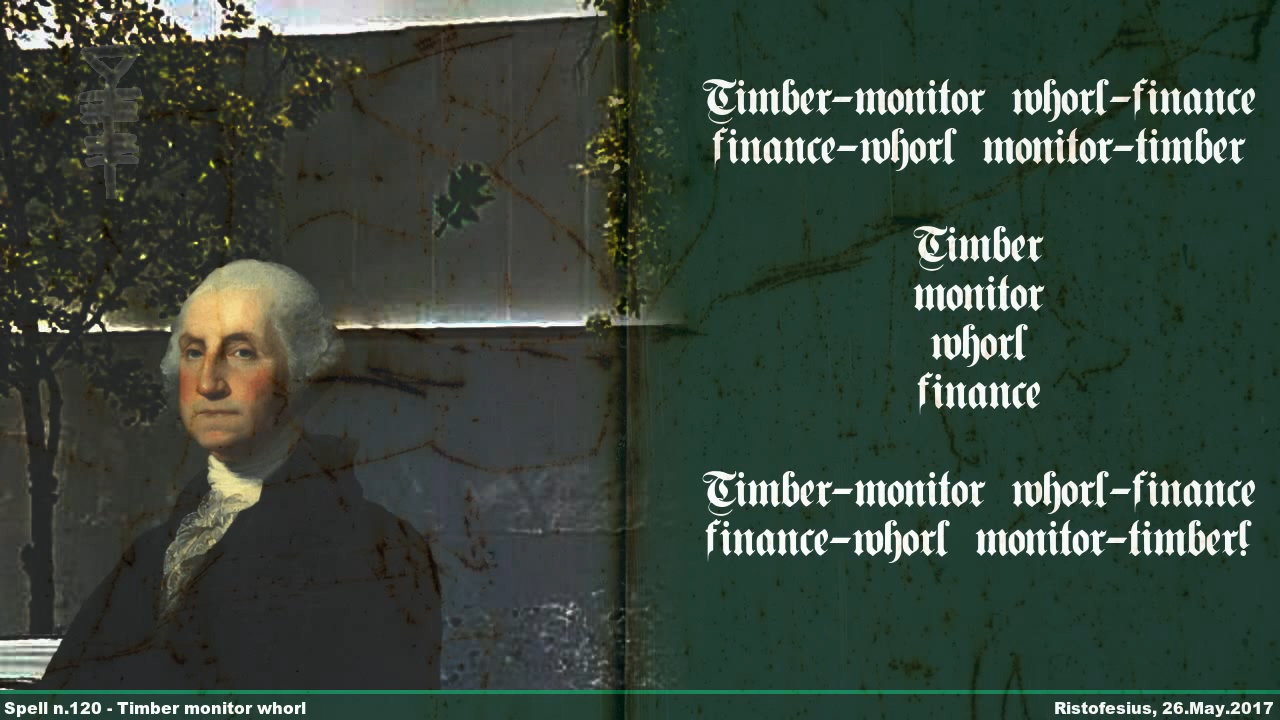 Timber-monitor whorl-finance
finance-whorl monitor-timber
Timber
monitor
whorl
finance
Timber-monitor whorl-finance
finance-whorl monitor-timber!
Spell n.120 - Timber monitor whorl
Ristofesius, 26.May.2017